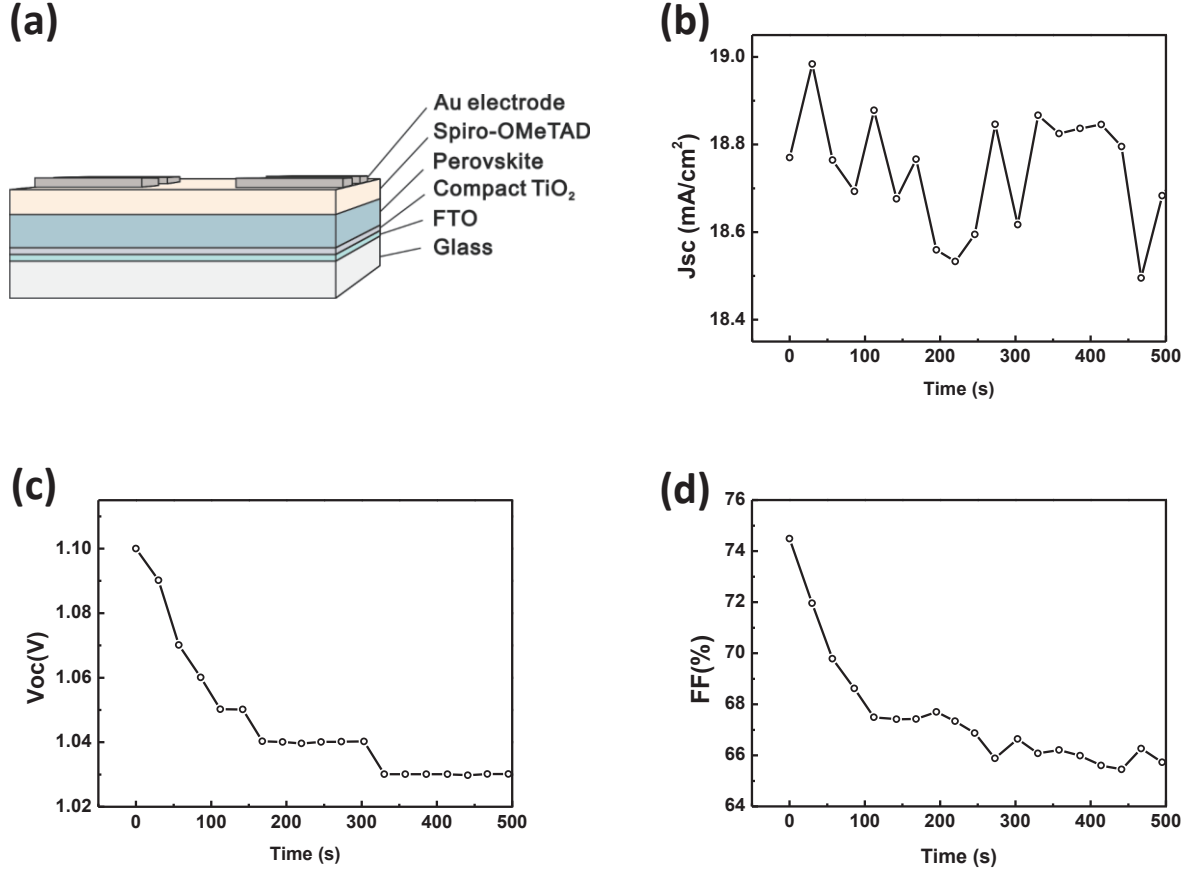 (a)
Au electrode
Spiro-OMeTAD
Perovskite
Compact TiO₂
FTO
Glass
(b)
19.0
18.8
18.6
18.4
Jsc (mA/cm²)
0 100 200 300 400 500
Time (s)
(c)
1.10
1.08
1.06
1.04
1.02
Voc(V)
0 100 200 300 400 500
Time (s)
(d)
76
74
72
70
68
66
64
FF(%)
0 100 200 300 400 500
Time (s)